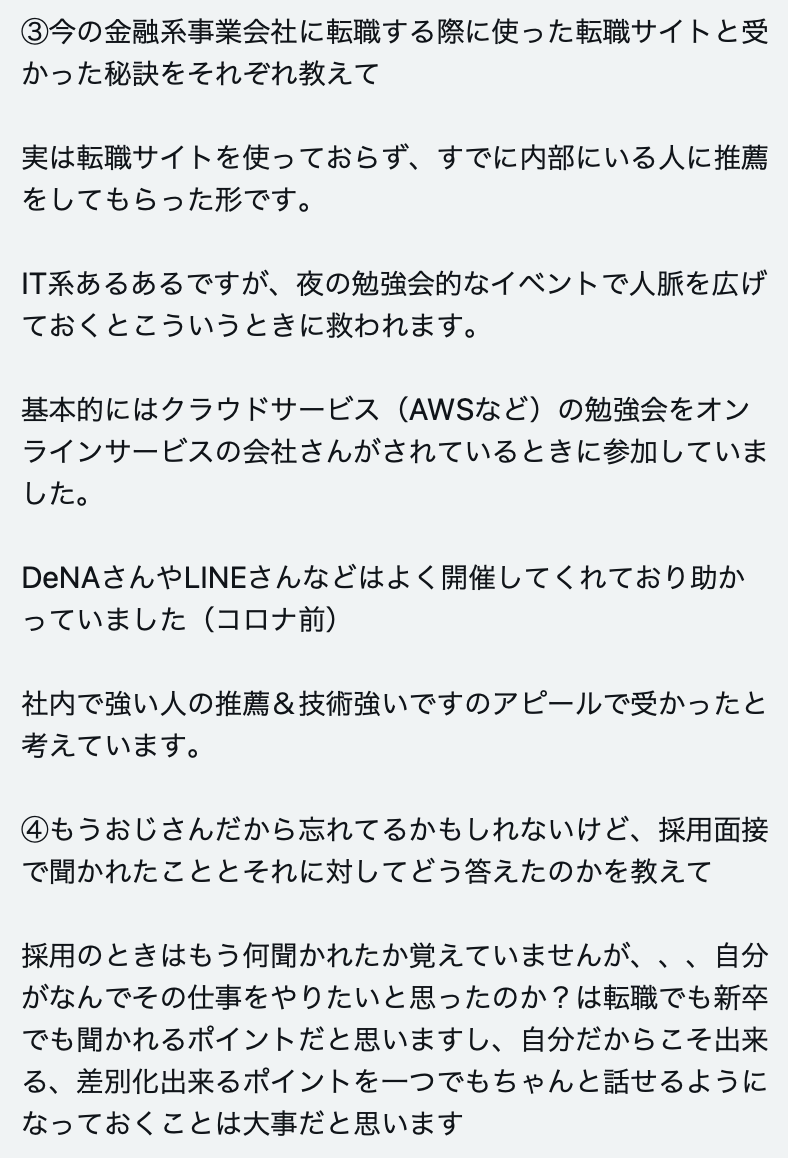 ③今の金融系事業会社に転職する際に使った転職サイトと受
かった秘訣をそれぞれ教えて
実は転職サイトを使っておらず、すでに内部にいる人に推薦
をしてもらった形です。
IT系あるあるですが、夜の勉強会的なイベントで人脈を広げ
ておくとこういうときに救われます。
基本的にはクラウドサービス（AWSなど）の勉強会をオン
ラインサービスの会社さんがされているときに参加していま
した。
DeNAさんやLINEさんなどはよく開催してくれており助か
っていました（コロナ前）
社内で強い人の推薦＆技術強いですのアピールで受かったと
考えています。
④もうおじさんだから忘れてるかもしれないけど、採用面接
で聞かれたこととそれに対してどう答えたのかを教えて
採用のときはもう何聞かれたか覚えていませんが、、、自分
がなんでその仕事をやりたいと思ったのか？は転職でも新卒
でも聞かれるポイントだと思いますし、自分だからこそ出来
る、差別化出来るポイントを一つでもちゃんと話せるように
なっておくことは大事だと思います